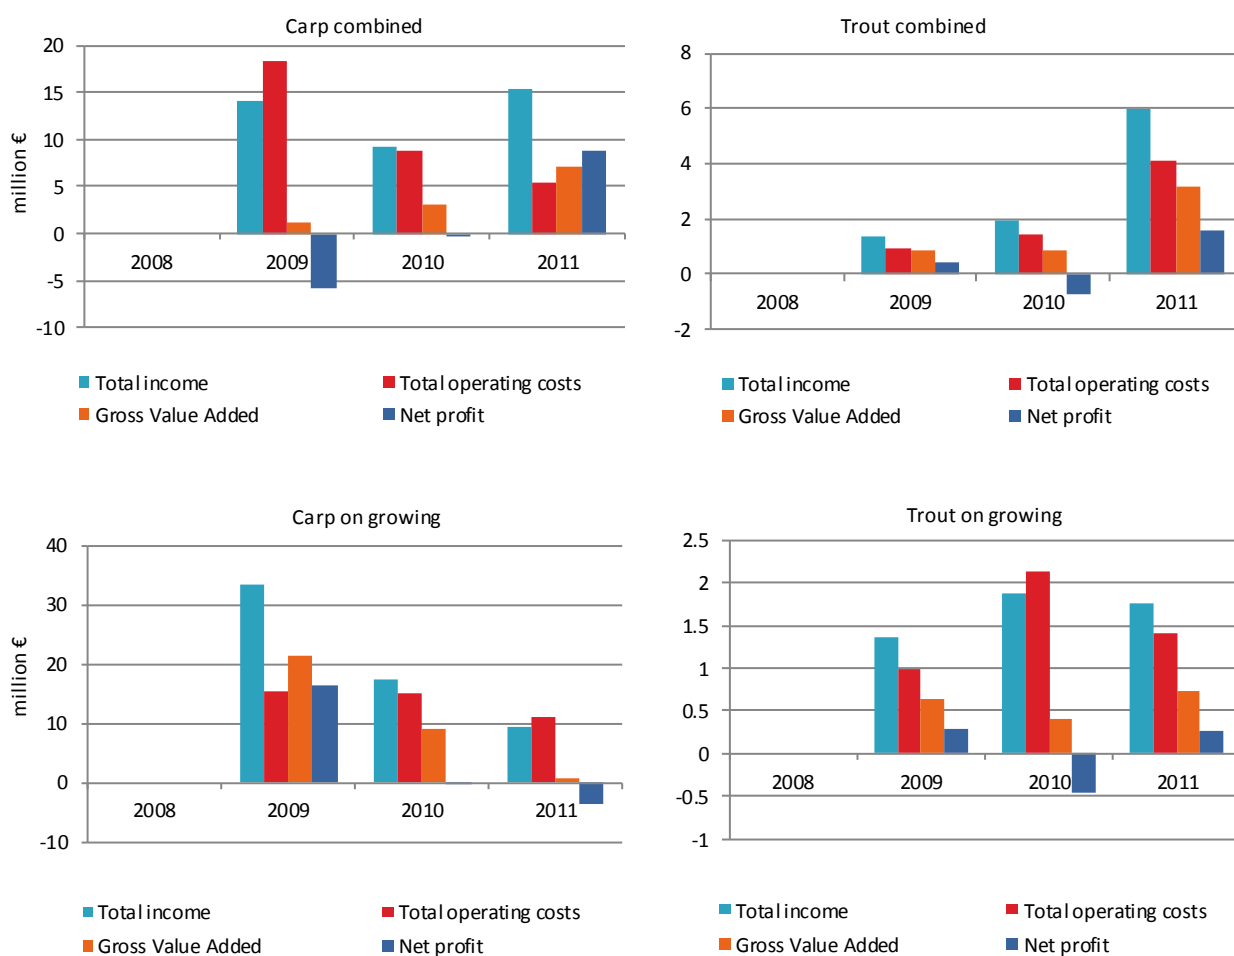 Carp combined
20
15
10
5
0
-5
-10
million €
2008 2009 2010 2011
Total income Total operating costs
Gross Value Added Net profit
Trout combined
8
6
4
2
0
-2
2008 2009 2010 2011
Total income Total operating costs
Gross Value Added Net profit
Carp on growing
40
30
20
10
0
-10
million €
2008 2009 2010 2011
Total income Total operating costs
Gross Value Added Net profit
Trout on growing
2.5
2
1.5
1
0.5
0
-0.5
-1
2008 2009 2010 2011
Total income Total operating costs
Gross Value Added Net profit